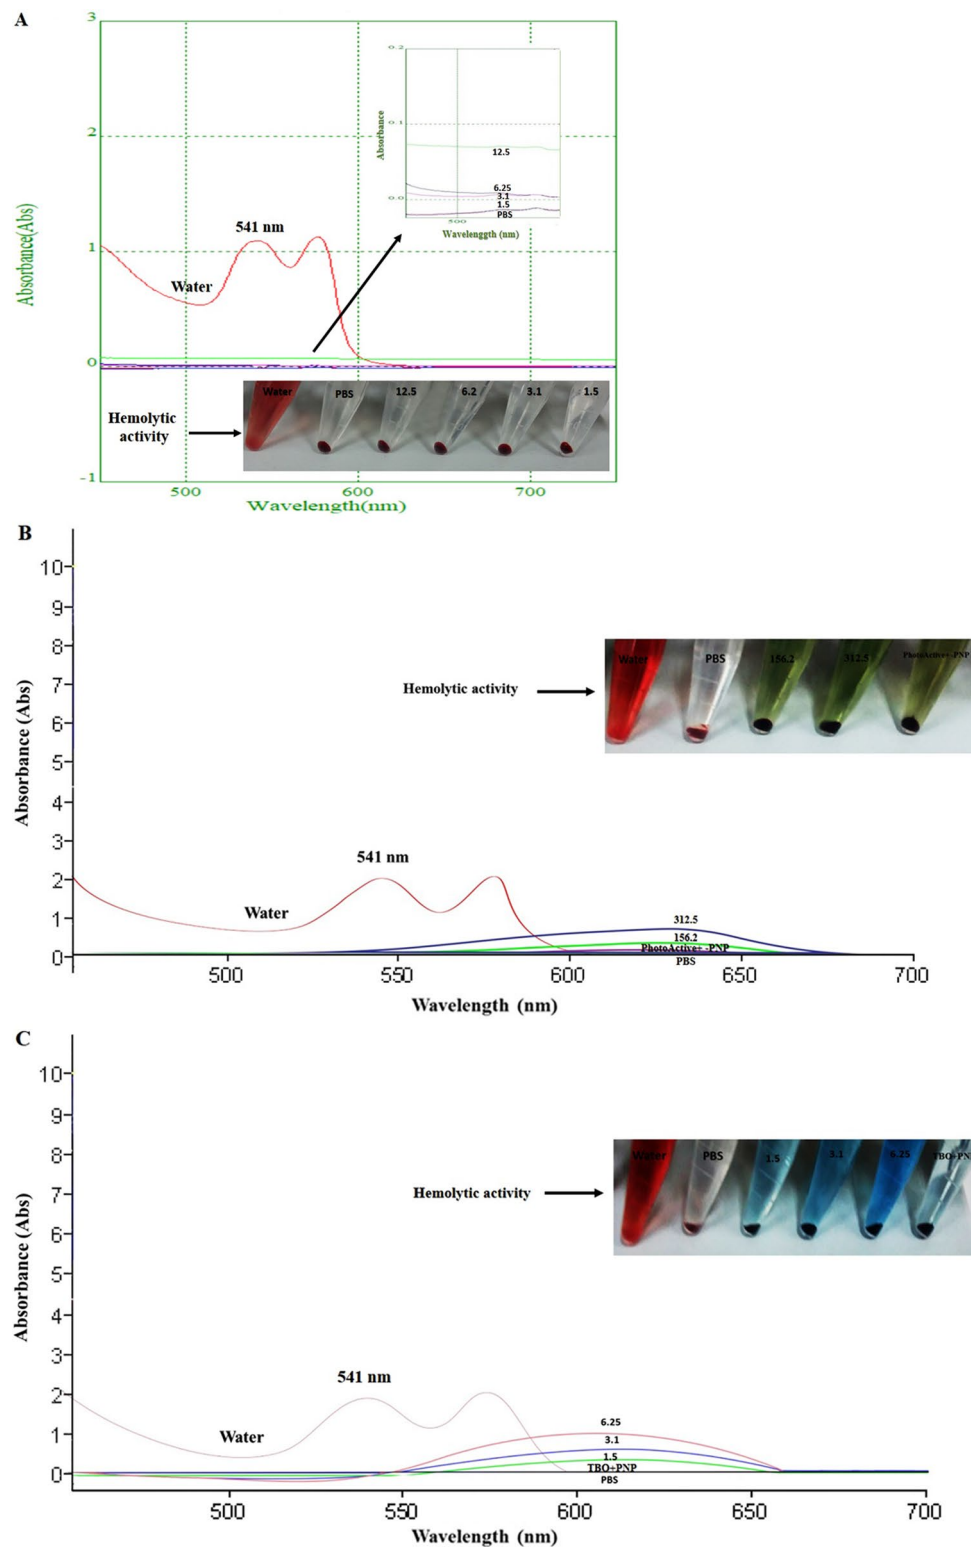 A
3
2
1
0
-1
Absorbance(Abs)
541 nm
Water
0.2
0.1
0.0
Absorbance
12.5
6.25
3.1
1.5
PBS
500
Wavelenggth (nm)
Hemolytic
activity
Water PBS 12.5 6.2 3.1 1.5
500 600 700
Wavelength(nm)
B
10
9
8
7
6
5
4
3
2
1
0
Absorbance (Abs)
Hemolytic activity
Water PBS 156.2 312.5 PhotoActive+ -PNP
541 nm
Water
312.5
156.2
PhotoActive+ -PNP
PBS
500 550 600 650 700
Wavelength (nm)
C
10
9
8
7
6
5
4
3
2
1
0
Absorbance (Abs)
Hemolytic activity
Water PBS 1.5 3.1 6.25
541 nm
Water
6.25
3.1
1.5
TBO+PNP
PBS
500 550 600 650 700
Wavelength (nm)